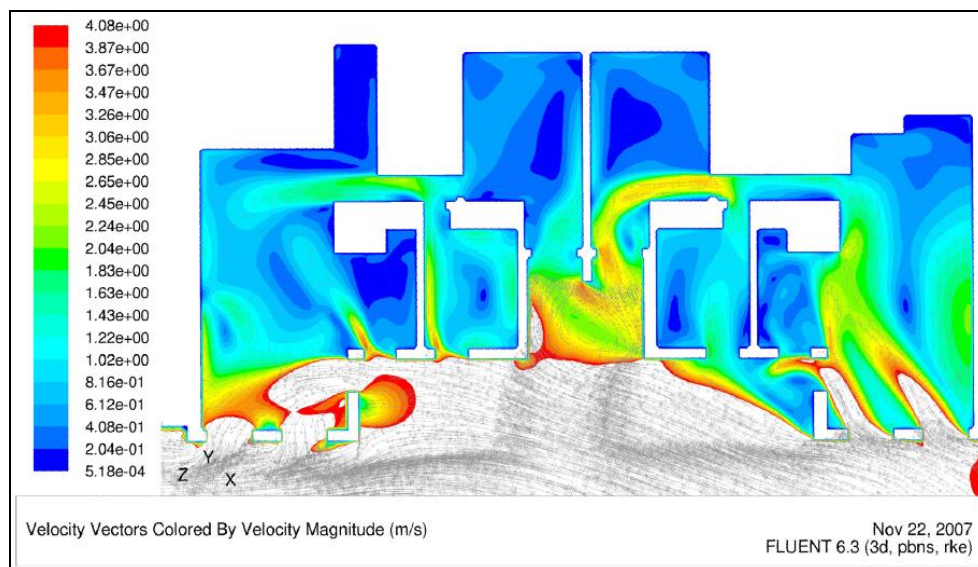 4.08e+00
3.87e+00
3.67e+00
3.47e+00
3.26e+00
3.06e+00
2.85e+00
2.65e+00
2.45e+00
2.24e+00
2.04e+00
1.83e+00
1.63e+00
1.43e+00
1.22e+00
1.02e+00
8.16e-01
6.12e-01
4.08e-01
2.04e-01
5.18e-04
Y
Z X
Velocity Vectors Colored By Velocity Magnitude (m/s)
Nov 22, 2007
FLUENT 6.3 (3d, pbns, rke)